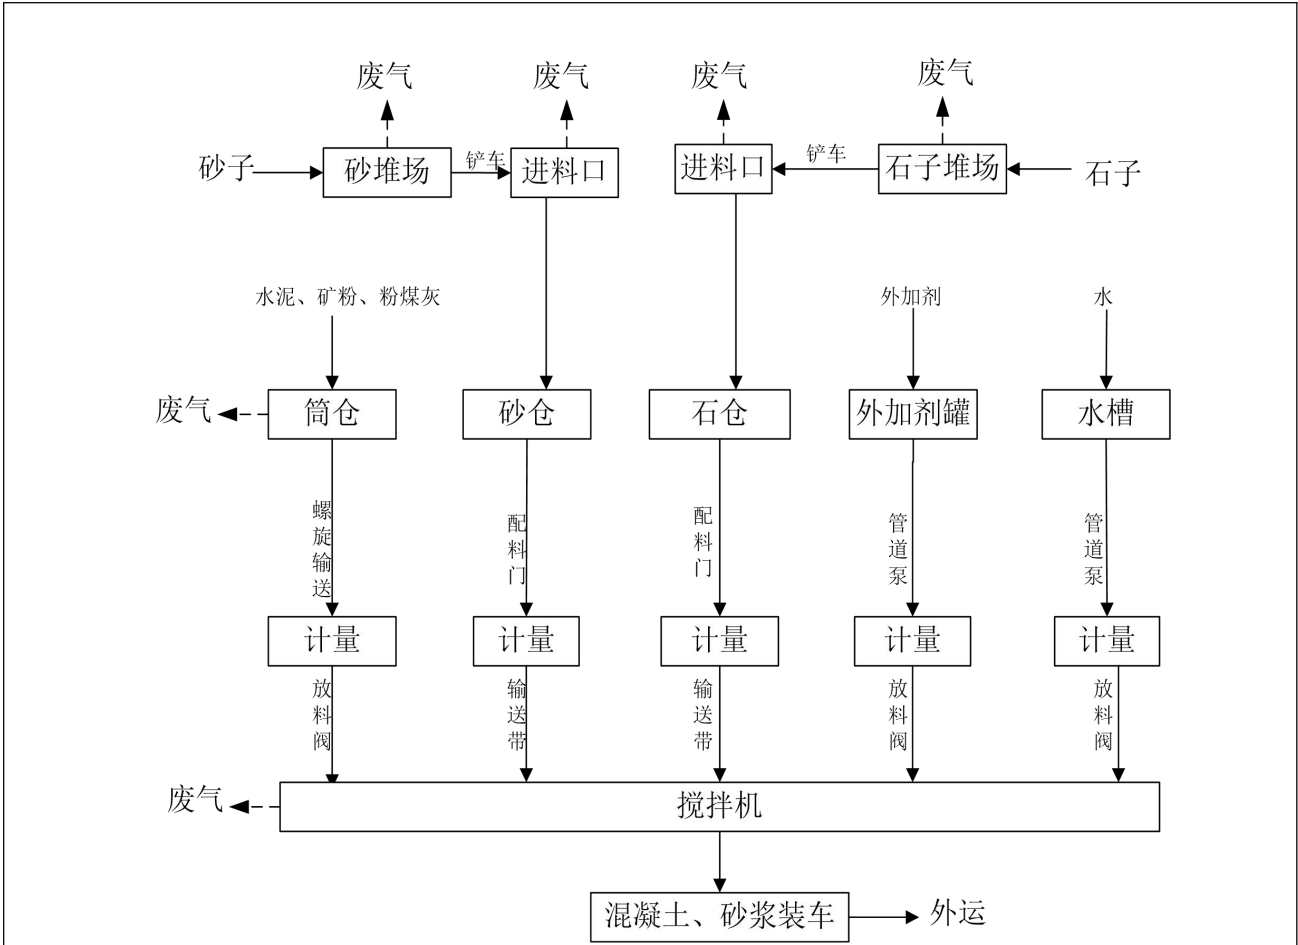 废气
废气
废气
废气
砂子
砂堆场
铲车
进料口
进料口
铲车
石子堆场
石子
水泥、矿粉、粉煤灰
外加剂
水
废气
筒仓
砂仓
石仓
外加剂罐
水槽
螺旋输送
配料门
配料门
管道泵
管道泵
计量
计量
计量
计量
计量
放料阀
输送带
输送带
放料阀
放料阀
废气
搅拌机
混凝土、砂浆装车
外运